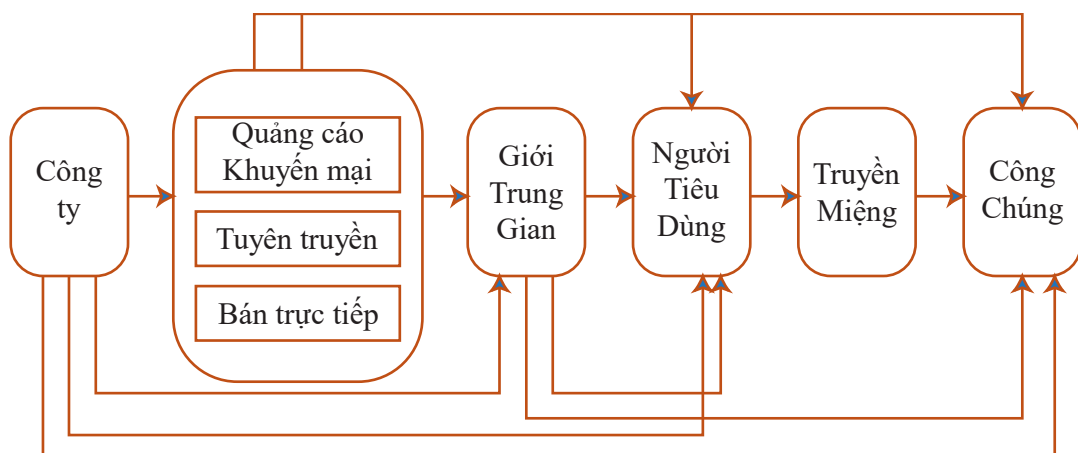 Công
ty
Quảng cáo
Khuyến mại
Tuyên truyền
Bán trực tiếp
Giới
Trung
Gian
Người
Tiêu
Dùng
Truyền
Miệng
Công
Chúng